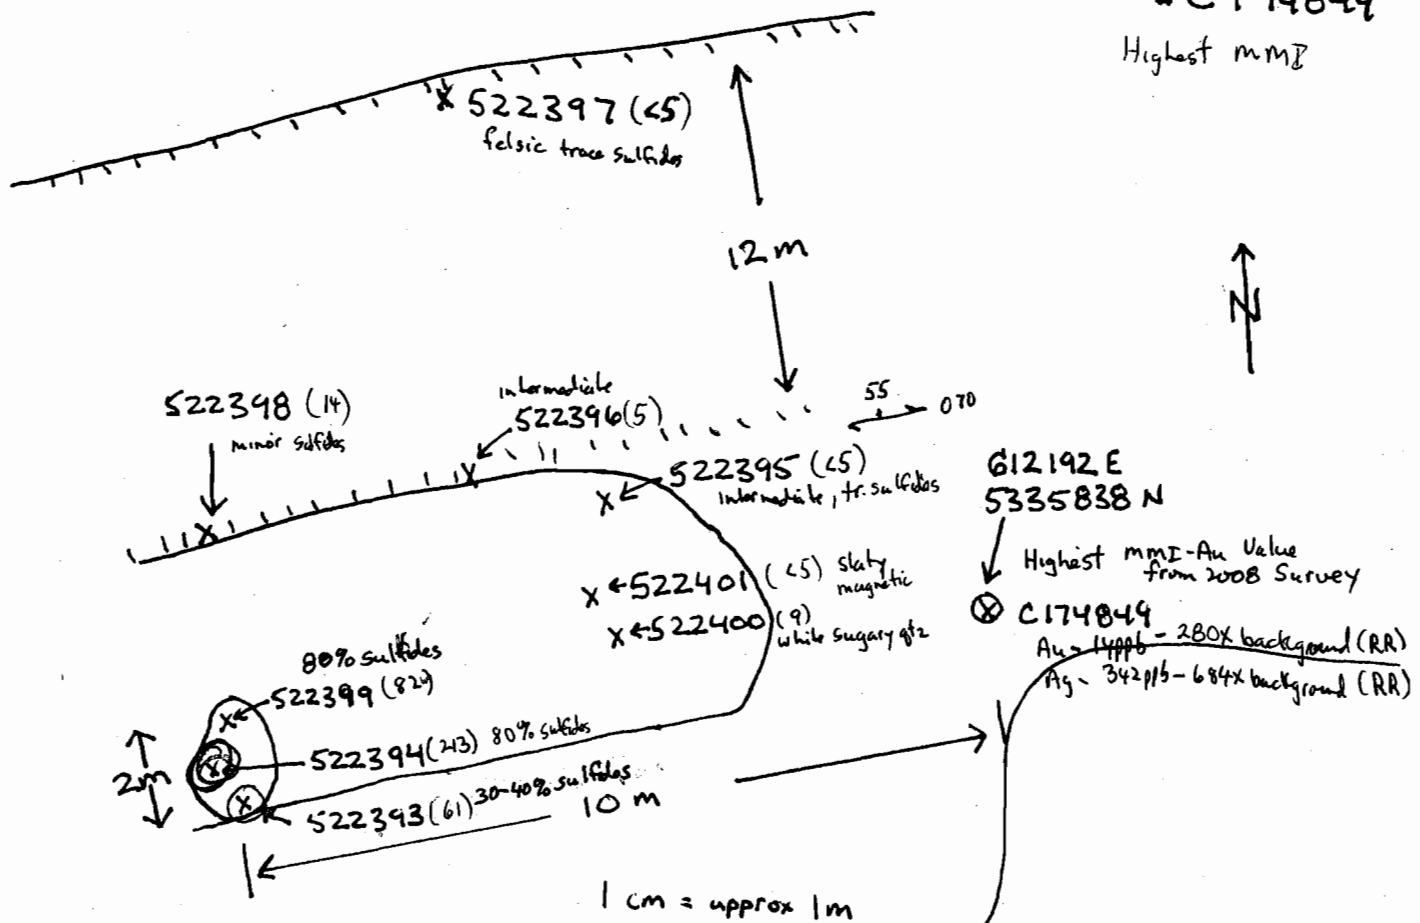 #C174849
Highest MMI
522397 (<5)
felsic trace sulfides
12 m
N
522398 (14)
minor sulfides
intermediate
522396 (5)
55
070
522395 (<5)
Intermediate, tr. sulfides
612192 E
5335838 N
Highest MMI-Au Value
from 2008 Survey
C174849
Au - 14ppb - 280X background (RR)
Ag - 342ppb - 684X background (RR)
522401 (<5) slaty
magnetic
522400 (9)
white sugary qtz
80% sulfides
522399
522394 (213) 80% sulfides
2m
522393 (61) 30-40% sulfides
10 m
1 cm = approx 1m